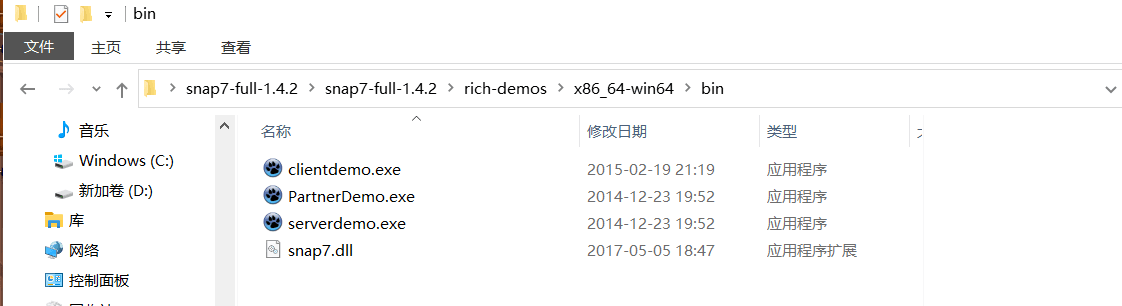 bin
文件 主页 共享 查看
snap7-full-1.4.2 snap7-full-1.4.2 rich-demos x86_64-win64 bin
音乐
Windows (C:)
新加卷 (D:)
库
网络
控制面板
名称 修改日期 类型
clientdemo.exe 2015-02-19 21:19 应用程序
PartnerDemo.exe 2014-12-23 19:52 应用程序
serverdemo.exe 2014-12-23 19:52 应用程序
snap7.dll 2017-05-05 18:47 应用程序扩展